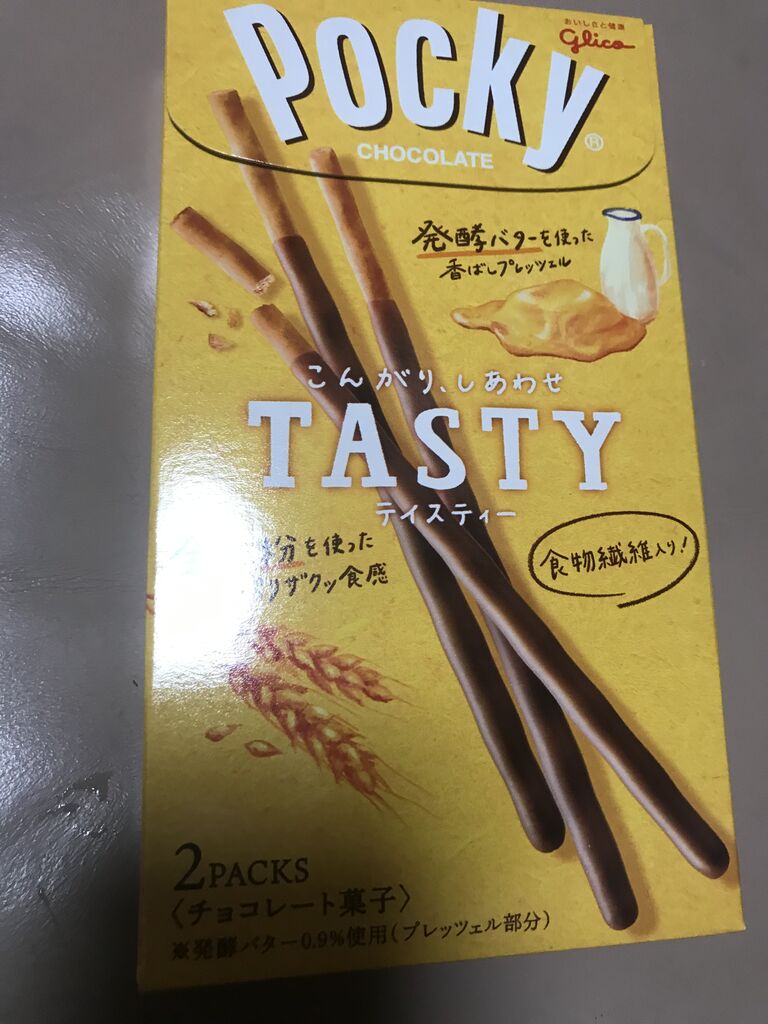 おいしさと健康
Glico
Pocky®
CHOCOLATE
発酵バターを使った
香ばしプレッツェル
こんがり、しあわせ
TASTY
テイスティー
分を使った
ザクッ食感
食物繊維入り!
2PACKS
〈チョコレート菓子〉
※発酵バター0.9%使用(プレッツェル部分)